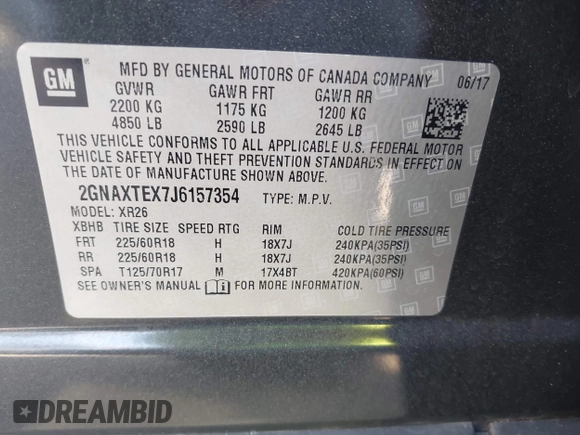 GM
MFD BY GENERAL MOTORS OF CANADA COMPANY 06/17
GVWR GAWR FRT GAWR RR
2200 KG 1175 KG 1200 KG
4850 LB 2590 LB 2645 LB
THIS VEHICLE CONFORMS TO ALL APPLICABLE U.S. FEDERAL MOTOR
VEHICLE SAFETY AND THEFT PREVENTION STANDARDS IN EFFECT ON
THE DATE OF MANUFACTURE SHOWN ABOVE.
2GNAXTEX7J6157354 TYPE: M.P.V.
MODEL: XR26
XBHB TIRE SIZE SPEED RTG RIM COLD TIRE PRESSURE
FRT 225/60R18 H 18X7J 240KPA(35PSI)
RR 225/60R18 H 18X7J 240KPA(35PSI)
SPA T125/70R17 M 17X4BT 420KPA(60PSI)
SEE OWNER'S MANUAL FOR MORE INFORMATION.
DREAMBID